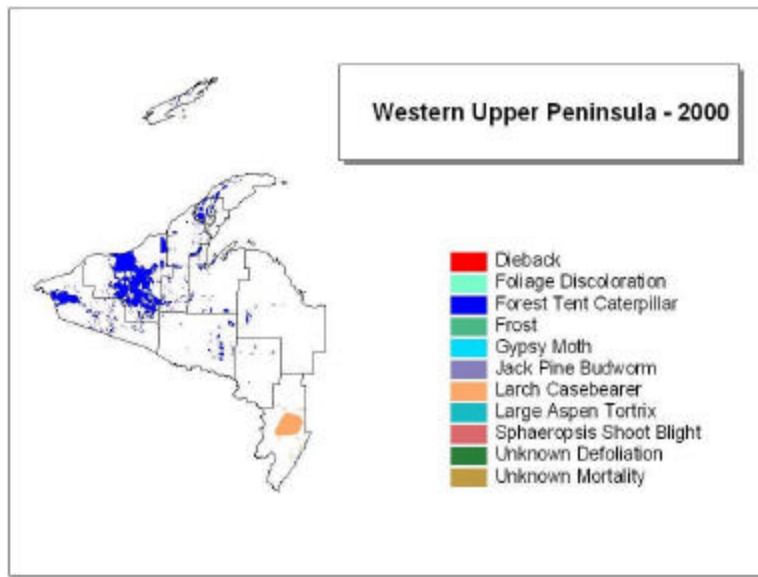 Western Upper Peninsula - 2000
Dieback
Foliage Discoloration
Forest Tent Caterpillar
Frost
Gypsy Moth
Jack Pine Budworm
Larch Casebearer
Large Aspen Tortrix
Sphaeropsis Shoot Blight
Unknown Defoliation
Unknown Mortality